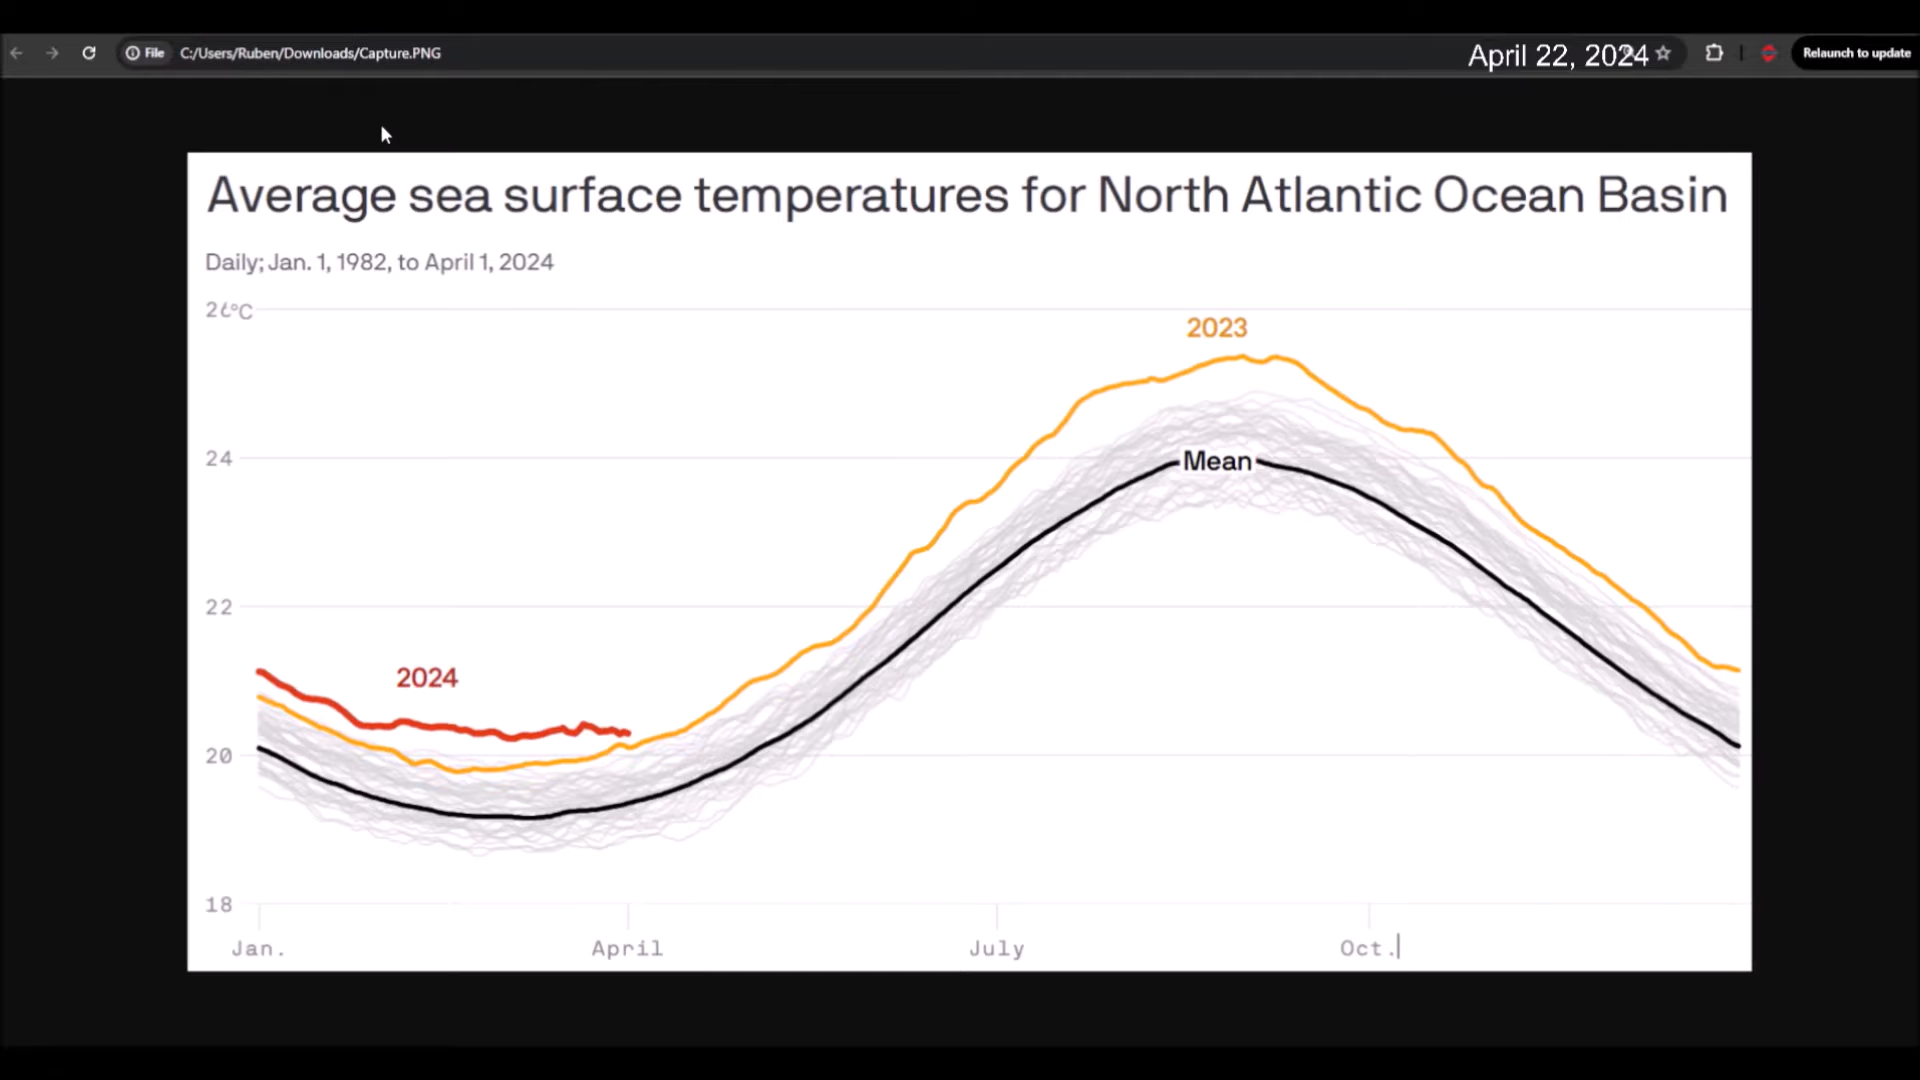 File C:/Users/Ruben/Downloads/Capture.PNG April 22, 2024 Relaunch to update
Average sea surface temperatures for North Atlantic Ocean Basin
Daily; Jan. 1, 1982, to April 1, 2024
2023
24
Mean
22
2024
20
18
Jan. April July Oct.